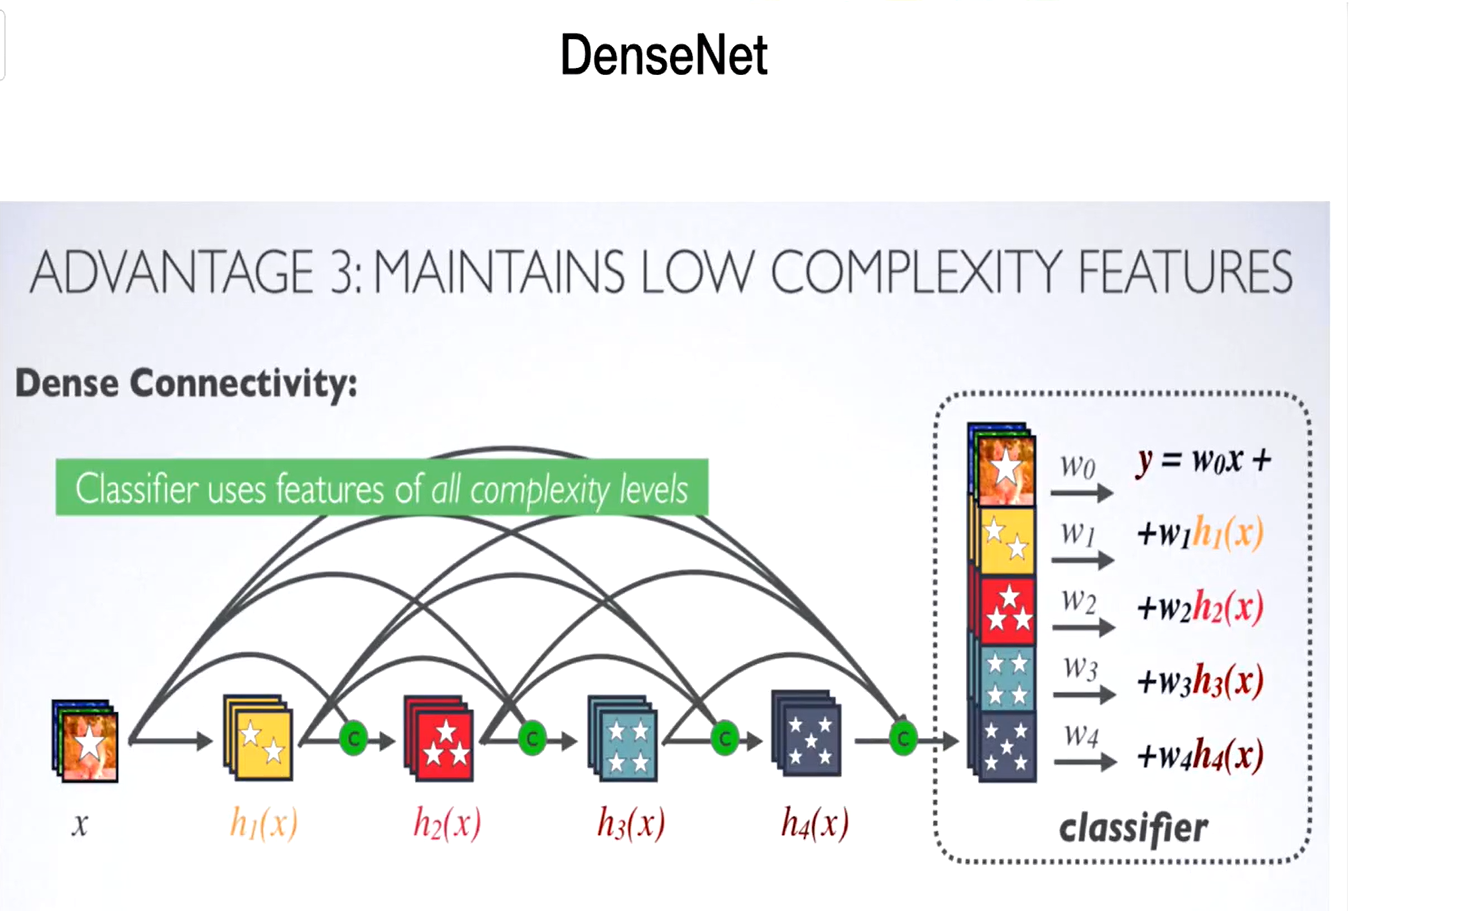 DenseNet
ADVANTAGE 3: MAINTAINS LOW COMPLEXITY FEATURES
Dense Connectivity:
Classifier uses features of all complexity levels
C
C
C
C
x
h1(x)
h2(x)
h3(x)
h4(x)
w0
y = w0x +
w1
+w1h1(x)
w2
+w2h2(x)
w3
+w3h3(x)
w4
+w4h4(x)
classifier